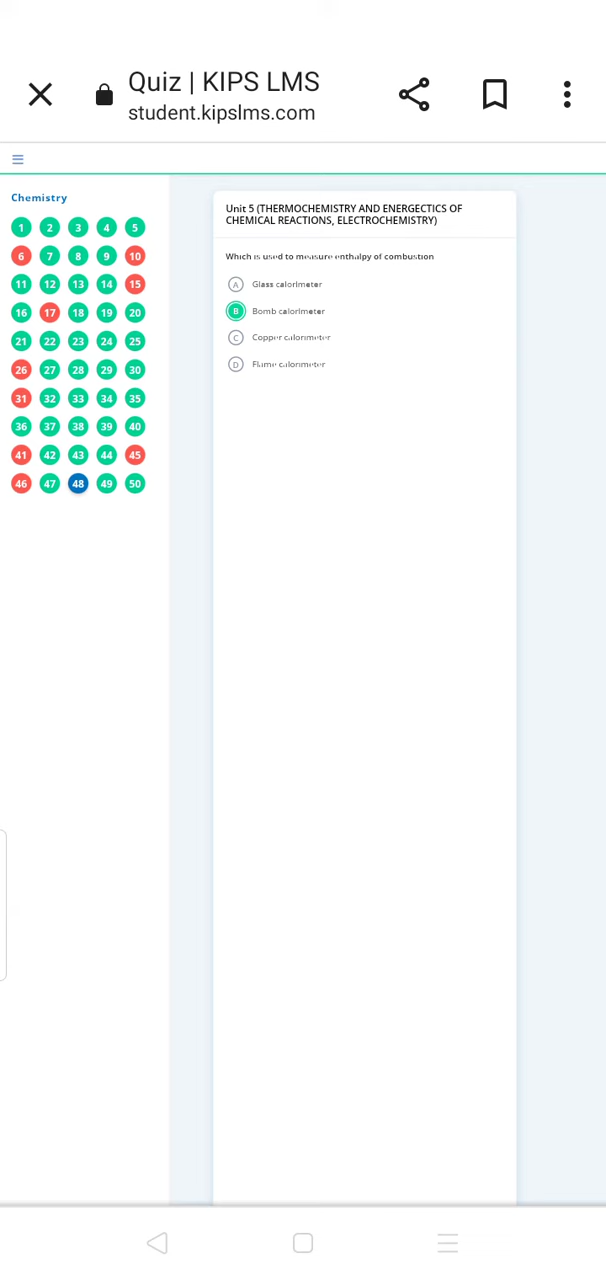 Quiz | KIPS LMS
student.kipslms.com
Chemistry
1 2 3 4 5
6 7 8 9 10
11 12 13 14 15
16 17 18 19 20
21 22 23 24 25
26 27 28 29 30
31 32 33 34 35
36 37 38 39 40
41 42 43 44 45
46 47 48 49 50
Unit 5 (THERMOCHEMISTRY AND ENERGECTICS OF
CHEMICAL REACTIONS, ELECTROCHEMISTRY)
Which is used to measure enthalpy of combustion
A Glass calorimeter
B Bomb calorimeter
C Copper calorimeter
D Flame calorimeter